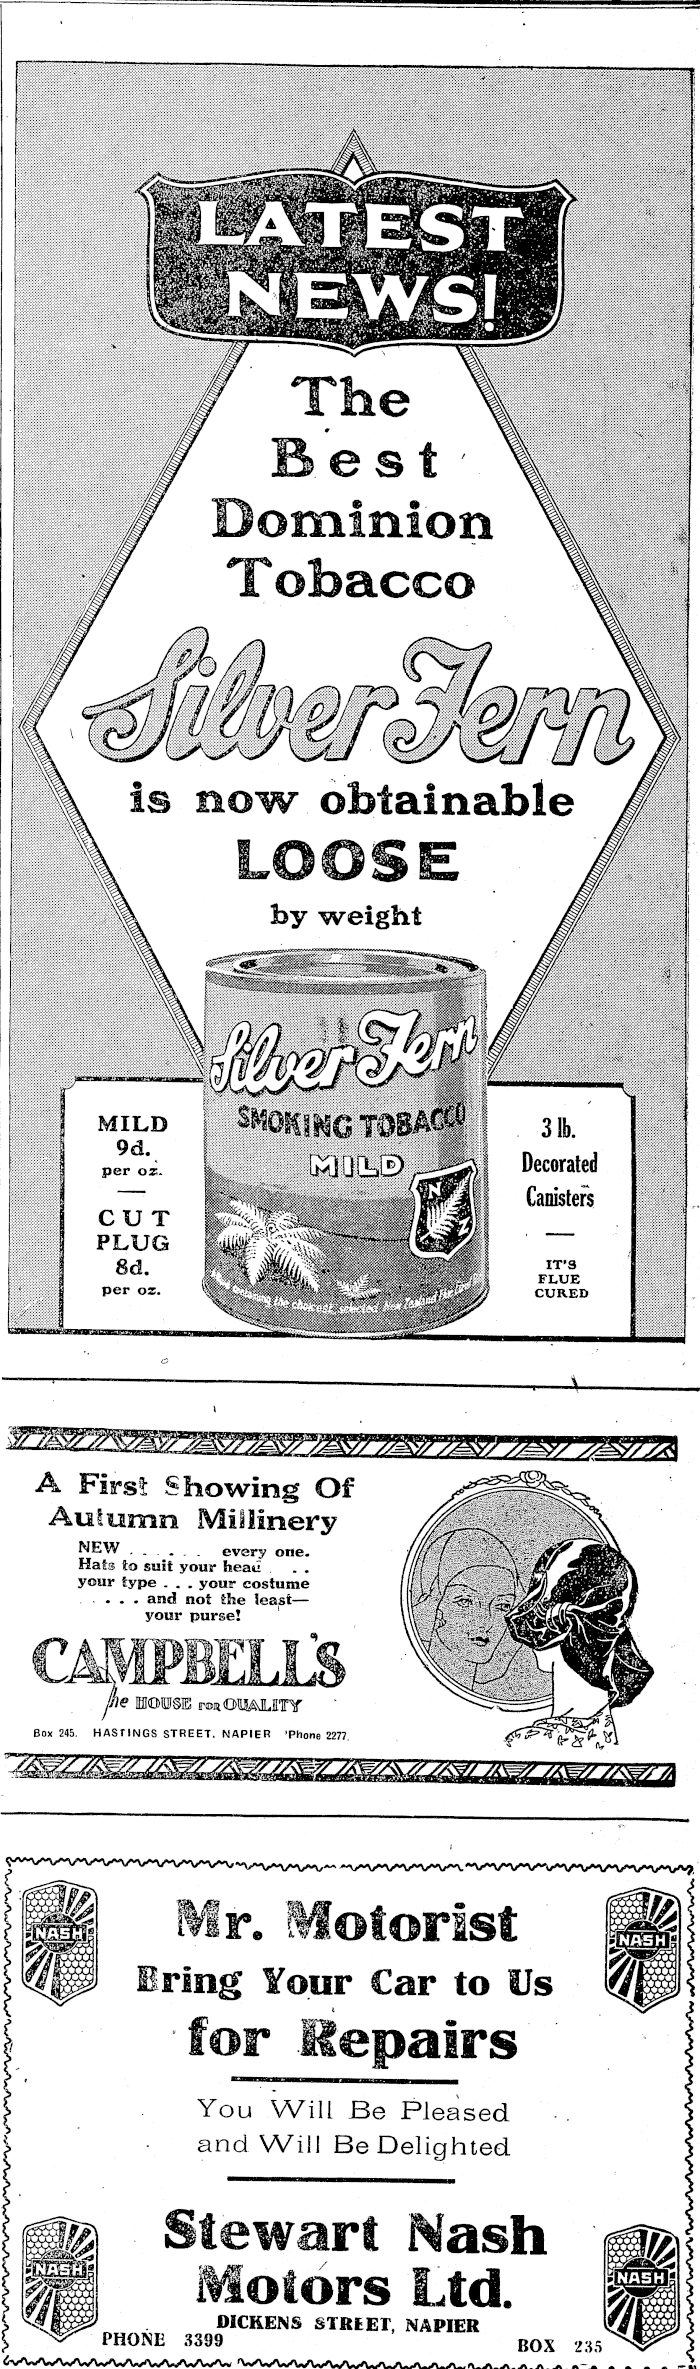 LATEST
NEWS!
The
Best
Dominion
Tobacco
Silver Fern
is now obtainable
LOOSE
by weight
Silver Fern
SMOKING TOBACCO
MILD
N
Z
the choicest, selected New Zealand
MILD
9d.
per oz.
CUT
PLUG
8d.
per oz.
3 lb.
Decorated
Canisters
IT'S
FLUE
CURED
A First Showing Of
Autumn Millinery
NEW . . . . . . every one.
Hats to suit your head . . .
your type . . . your costume
. . . . . and not the least—
your purse!
CAMPBELL'S
The HOUSE FOR QUALITY
Box 245. HASTINGS STREET, NAPIER 'Phone 2277.
NASH
NASH
Mr. Motorist
Bring Your Car to Us
for Repairs
You Will Be Pleased
and Will Be Delighted
Stewart Nash
Motors Ltd.
NASH
NASH
DICKENS STREET, NAPIER
PHONE 3399
BOX 235